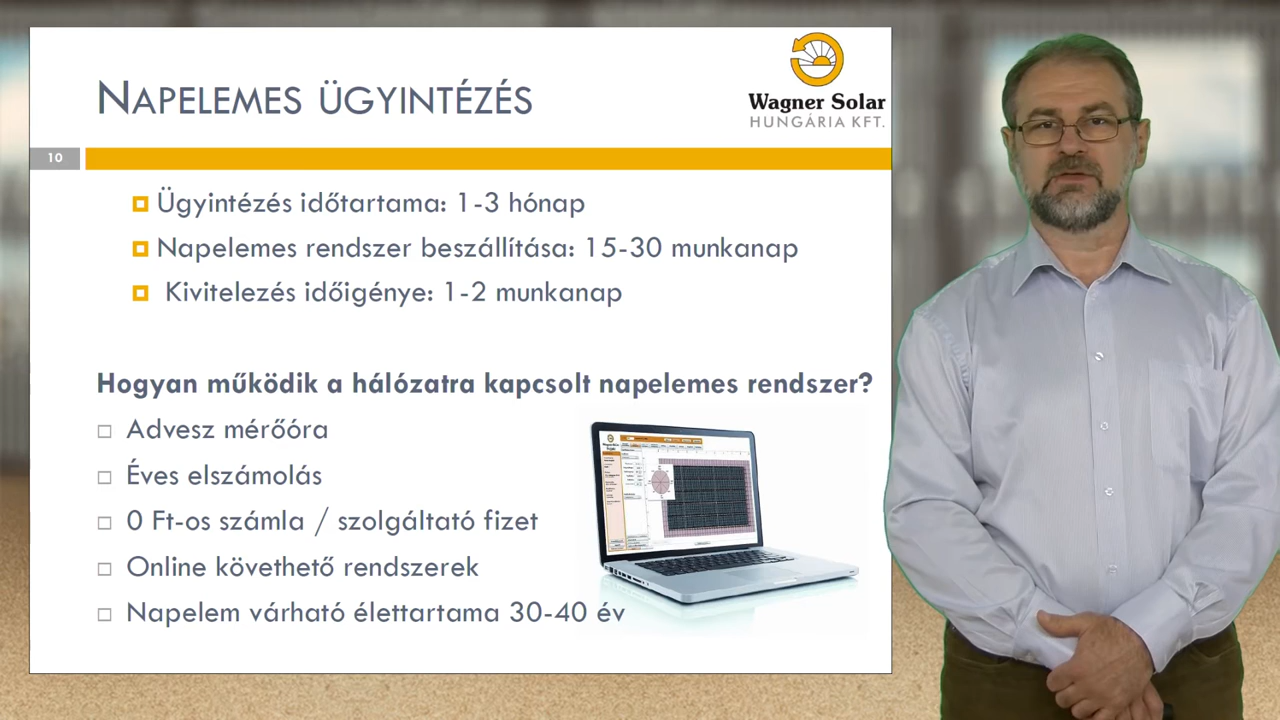 NAPELEMES ÜGYINTÉZÉS
Wagner Solar
HUNGÁRIA KFT.
10
Ügyintézés időtartama: 1-3 hónap
Napelemes rendszer beszállítása: 15-30 munkanap
Kivitelezés időigénye: 1-2 munkanap
Hogyan működik a hálózatra kapcsolt napelemes rendszer?
Advesz mérőóra
Éves elszámolás
0 Ft-os számla / szolgáltató fizet
Online követhető rendszerek
Napelem várható élettartama 30-40 év